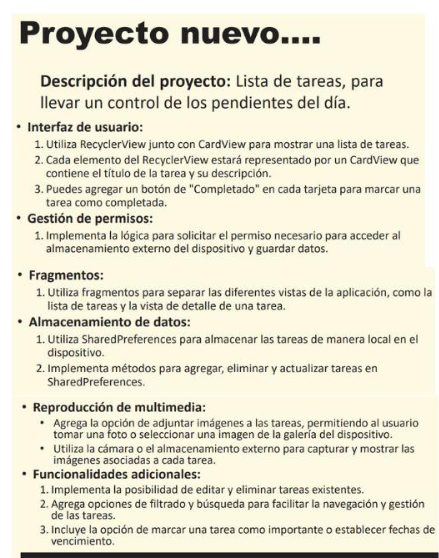 Proyecto nuevo....
Descripción del proyecto: Lista de tareas, para
llevar un control de los pendientes del día.
• Interfaz de usuario:
1. Utiliza RecyclerView junto con CardView para mostrar una lista de tareas.
2. Cada elemento del RecyclerView estará representado por un CardView que
contiene el título de la tarea y su descripción.
3. Puedes agregar un botón de "Completado" en cada tarjeta para marcar una
tarea como completada.
• Gestión de permisos:
1. Implementa la lógica para solicitar el permiso necesario para acceder al
almacenamiento externo del dispositivo y guardar datos.
• Fragmentos:
1. Utiliza fragmentos para separar las diferentes vistas de la aplicación, como la
lista de tareas y la vista de detalle de una tarea.
• Almacenamiento de datos:
1. Utiliza SharedPreferences para almacenar las tareas de manera local en el
dispositivo.
2. Implementa métodos para agregar, eliminar y actualizar tareas en
SharedPreferences.
• Reproducción de multimedia:
• Agrega la opción de adjuntar imágenes a las tareas, permitiendo al usuario
tomar una foto o seleccionar una imagen de la galería del dispositivo.
• Utiliza la cámara o el almacenamiento externo para capturar y mostrar las
imágenes asociadas a cada tarea.
• Funcionalidades adicionales:
1. Implementa la posibilidad de editar y eliminar tareas existentes.
2. Agrega opciones de filtrado y búsqueda para facilitar la navegación y gestión
de las tareas.
3. Incluye la opción de marcar una tarea como importante o establecer fechas de
vencimiento.